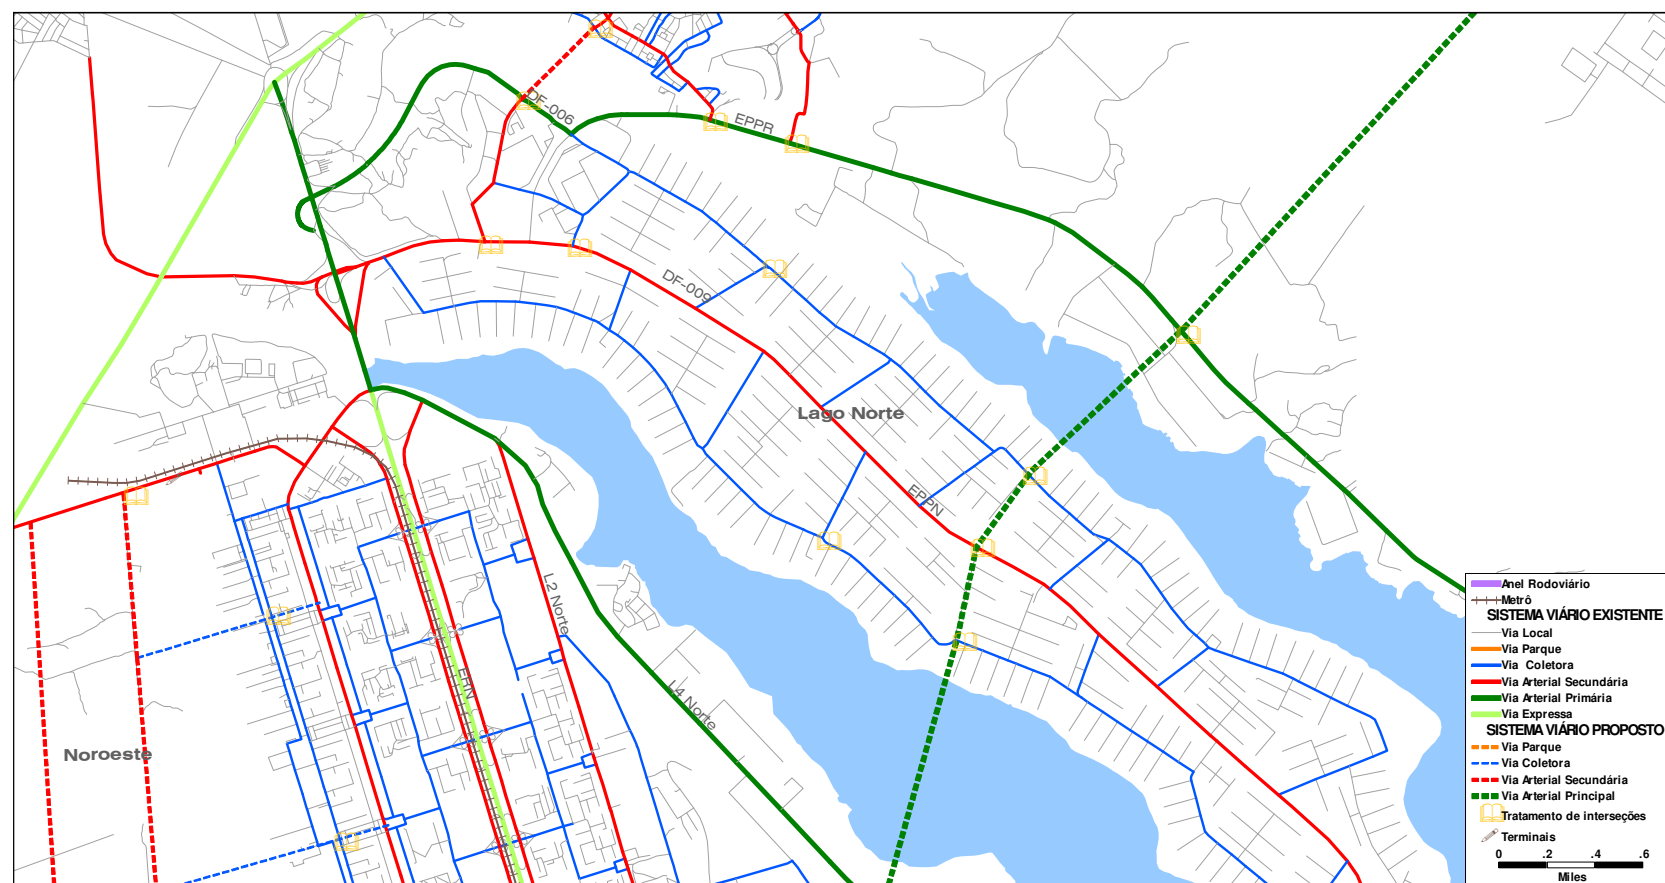 DF-006
EPPR
DF-009
Lago Norte
EPPN
L2 Norte
ERN
L4 Norte
Noroeste
Anel Rodoviário
Metrô
SISTEMA VIÁRIO EXISTENTE
Via Local
Via Parque
Via Coletora
Via Arterial Secundária
Via Arterial Primária
Via Expressa
SISTEMA VIÁRIO PROPOSTO
Via Parque
Via Coletora
Via Arterial Secundária
Via Arterial Principal
Tratamento de interseções
Terminais
0 .2 .4 .6
Miles